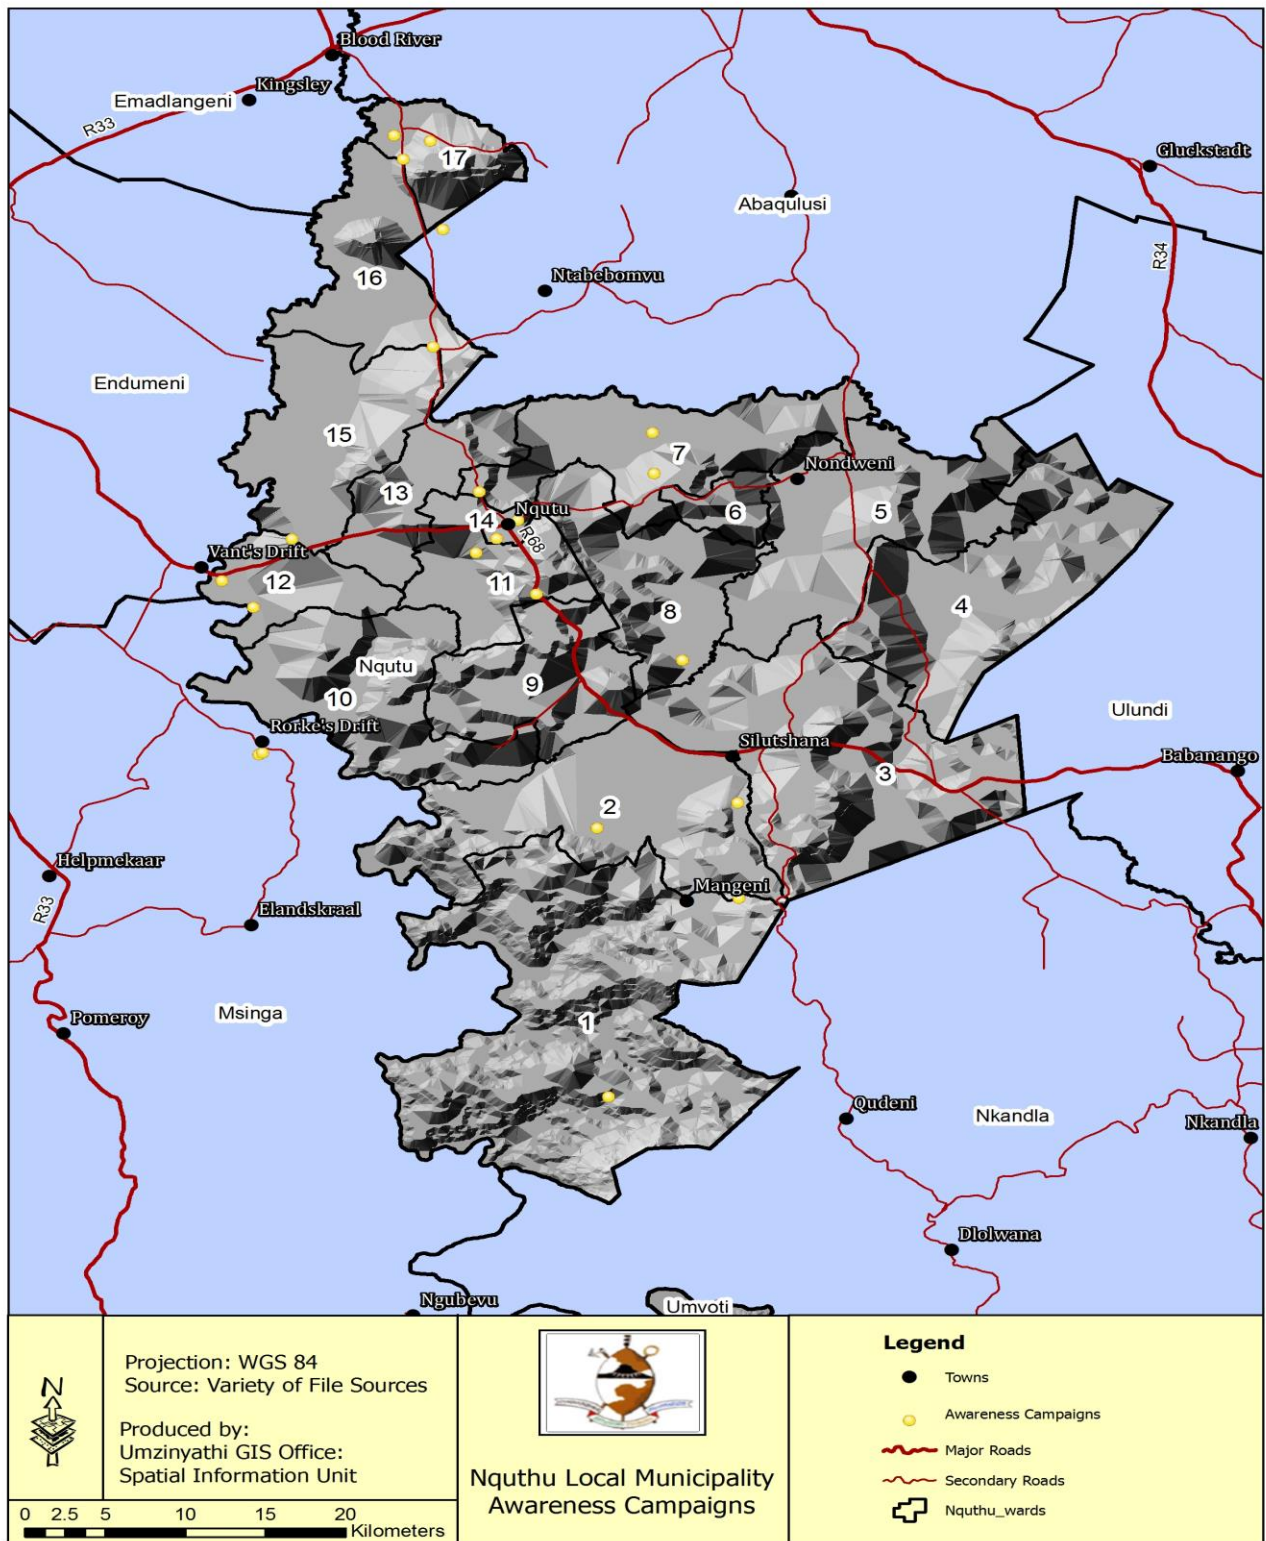 Blood River
Kingsley
Emadlangeni
R33
17
Gluckstadt
Abaqulusi
16
Ntabebomvu
R34
Endumeni
15
7
Nondweni
13
6
5
14
Nqutu
R68
Vant's Drift
12
11
8
4
Nqutu
10
9
Ulundi
Rorke's Drift
Silutshana
Babanango
3
2
Helpmekaar
Mangeni
R33
Elandskraal
Msinga
1
Pomeroy
Qudeni
Nkandla
Nkandla
Dlolwana
Ngubevu
Umvoti
N
Projection: WGS 84
Source: Variety of File Sources
Produced by:
Umzinyathi GIS Office:
Spatial Information Unit
0 2.5 5 10 15 20
Kilometers
Nquthu Local Municipality
Awareness Campaigns
Legend
Towns
Awareness Campaigns
Major Roads
Secondary Roads
Nquthu_wards